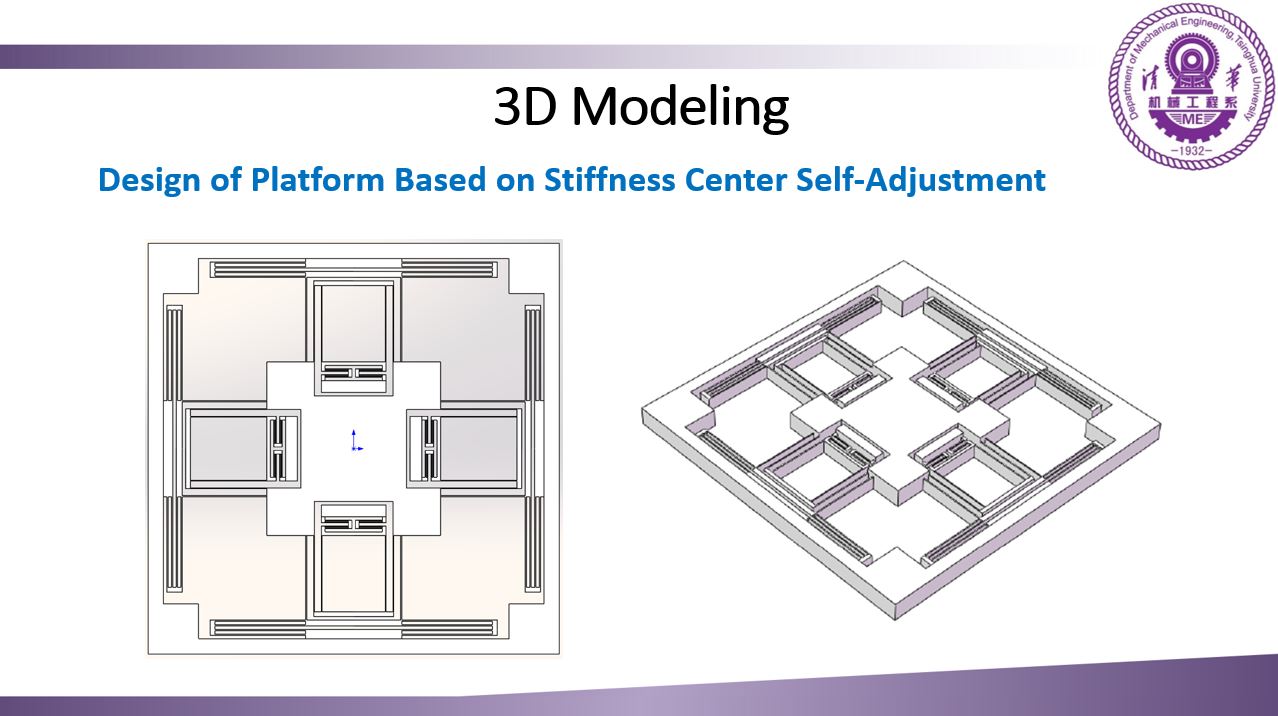 Department of Mechanical Engineering,Tsinghua University
清 华
机械工程系
ME
-1932-
3D Modeling
Design of Platform Based on Stiffness Center Self-Adjustment